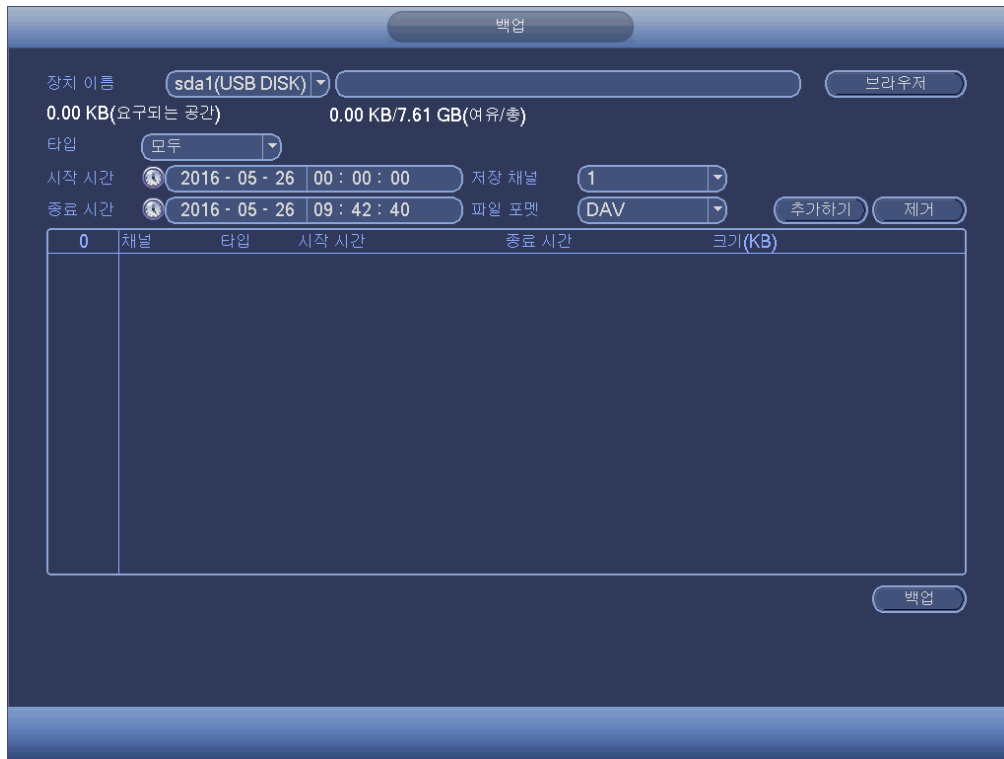 백업
장치 이름 sda1(USB DISK) 브라우저
0.00 KB(요구되는 공간) 0.00 KB/7.61 GB(여유/총)
타입 모두
시작 시간 2016 - 05 - 26 00 : 00 : 00 저장 채널 1
종료 시간 2016 - 05 - 26 09 : 42 : 40 파일 포멧 DAV 추가하기 제거
0 채널 타입 시작 시간 종료 시간 크기(KB)
백업